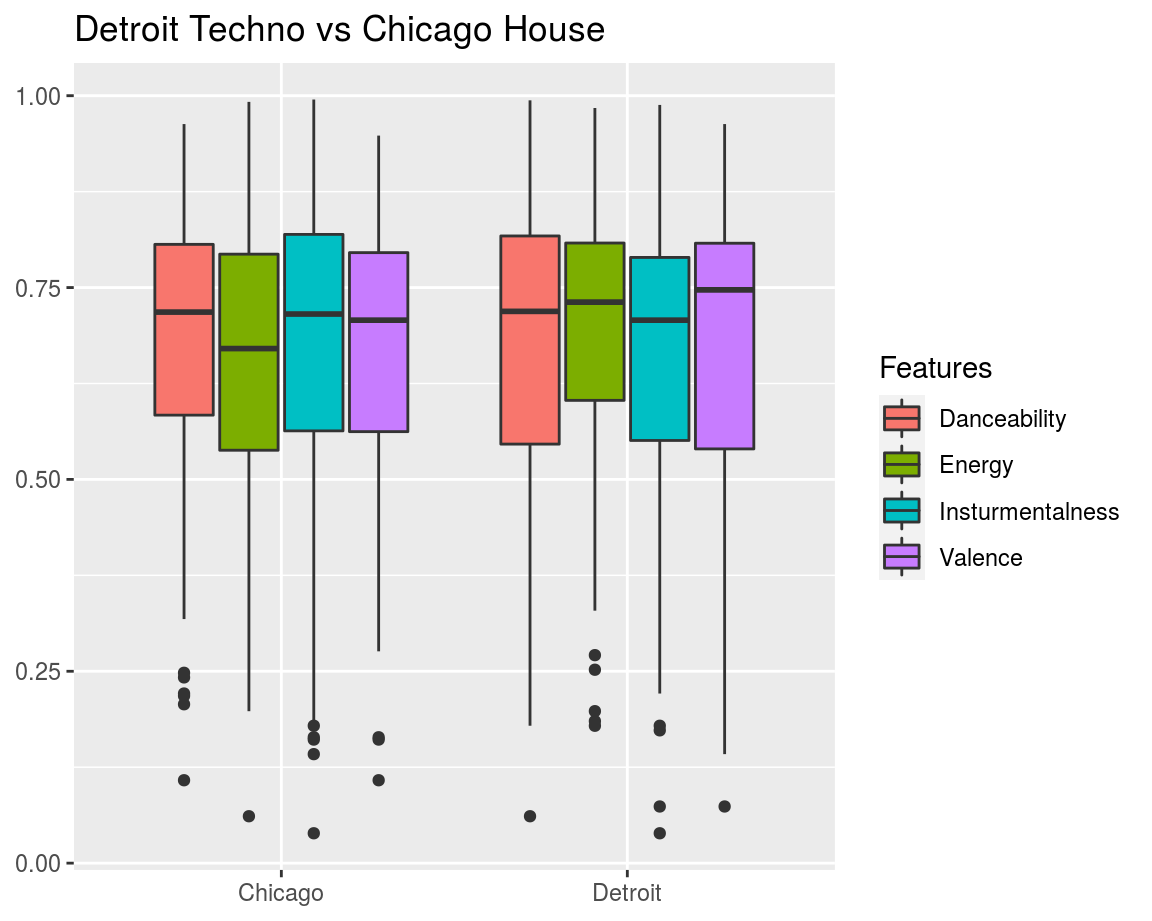 Detroit Techno vs Chicago House
1.00
0.75
0.50
0.25
0.00
Chicago Detroit
Features
Danceability
Energy
Insturmentalness
Valence